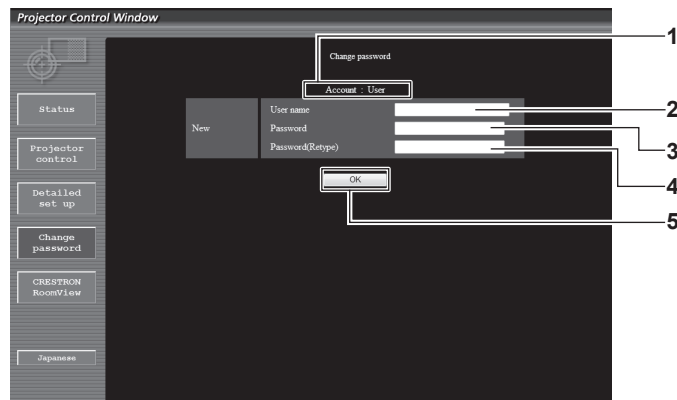 Projector Control Window
Change password
1
Account : User
Status
New
User name
2
Password
3
Password(Retype)
4
Projector
control
OK
5
Detailed
set up
Change
password
CRESTRON
RoomView
Japanese